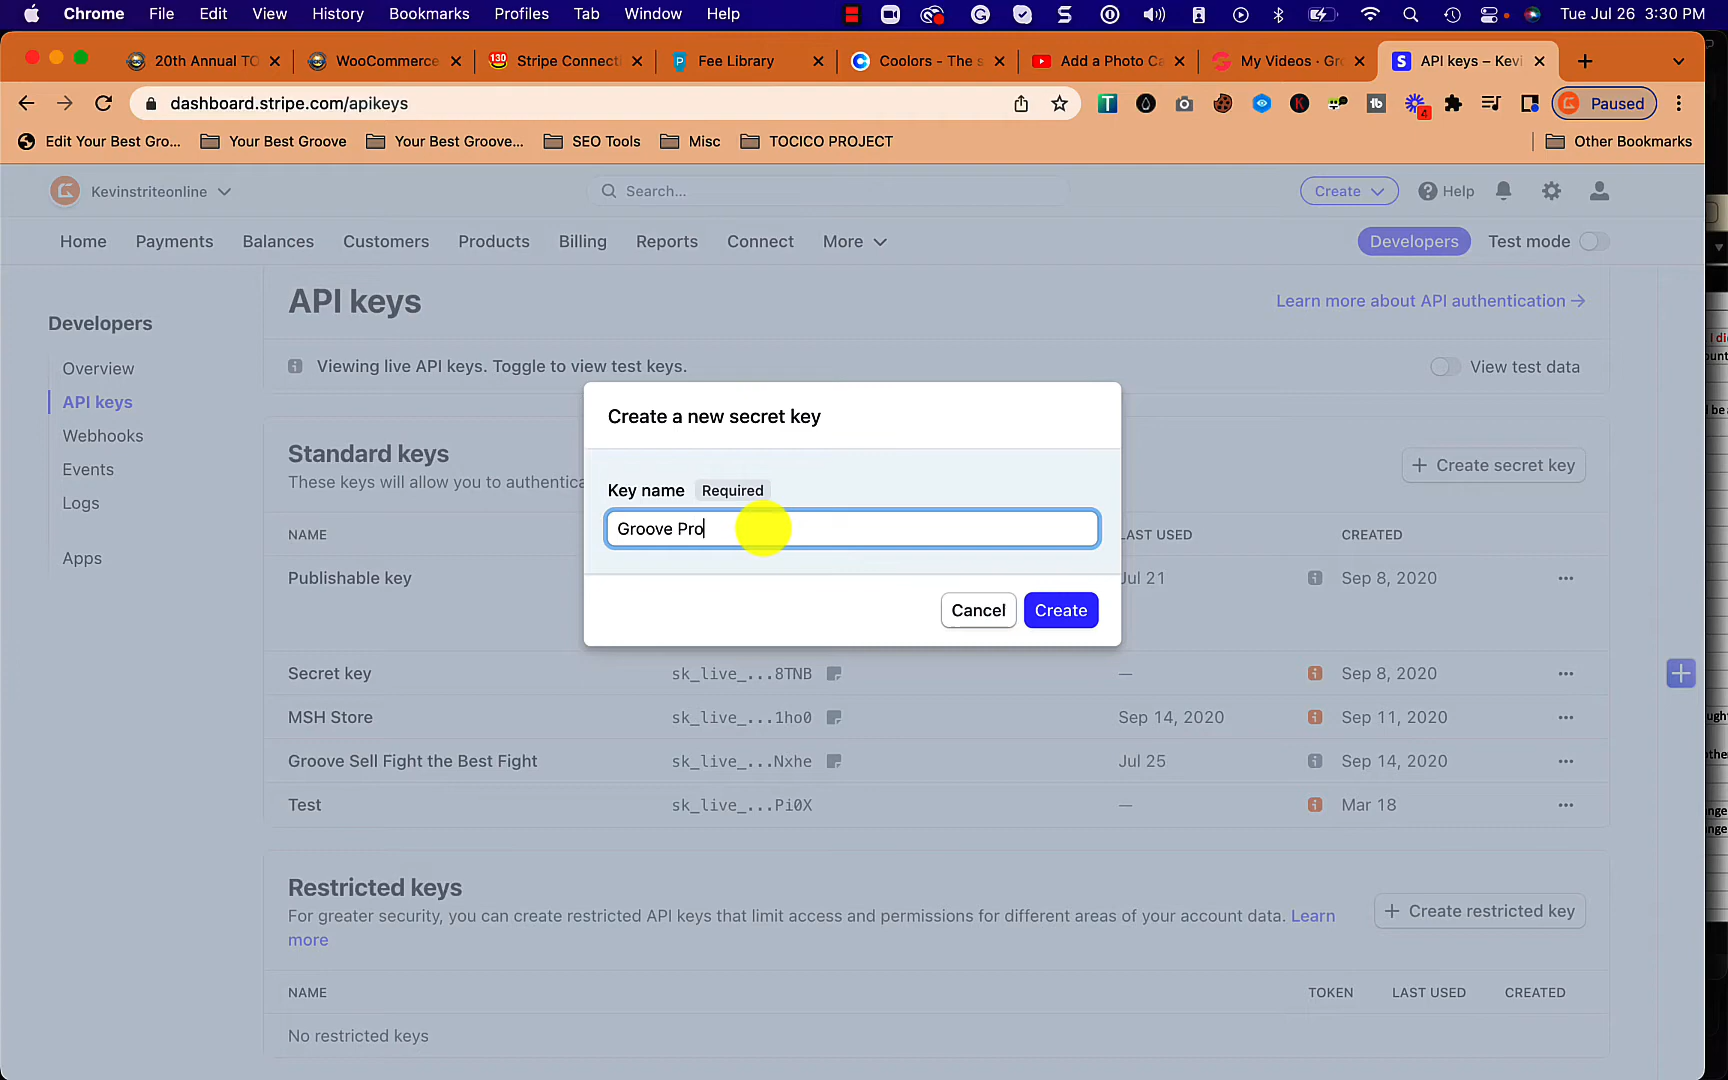 Chrome File Edit View History Bookmarks Profiles Tab Window Help Tue Jul 26 3:30 PM
20th Annual TO WooCommerce 130 Stripe Connecti Fee Library Coolors - The s Add a Photo Ca My Videos · Gro API keys – Kevi
dashboard.stripe.com/apikeys 4 Paused
Edit Your Best Gro... Your Best Groove Your Best Groove... SEO Tools Misc TOCICO PROJECT Other Bookmarks
Kevinstriteonline Search... Create Help
Home Payments Balances Customers Products Billing Reports Connect More Developers Test mode
Developers
Overview
API keys
Webhooks
Events
Logs
Apps
API keys Learn more about API authentication →
Viewing live API keys. Toggle to view test keys. View test data
Standard keys
These keys will allow you to authentica
+ Create secret key
NAME LAST USED CREATED
Publishable key Jul 21 Sep 8, 2020
Create a new secret key
Key name Required
Groove Pro
Cancel Create
Secret key sk_live_...8TNB — Sep 8, 2020
MSH Store sk_live_...1ho0 Sep 14, 2020 Sep 11, 2020
Groove Sell Fight the Best Fight sk_live_...Nxhe Jul 25 Sep 14, 2020
Test sk_live_...Pi0X — Mar 18
Restricted keys
For greater security, you can create restricted API keys that limit access and permissions for different areas of your account data. Learn
more
+ Create restricted key
NAME TOKEN LAST USED CREATED
No restricted keys